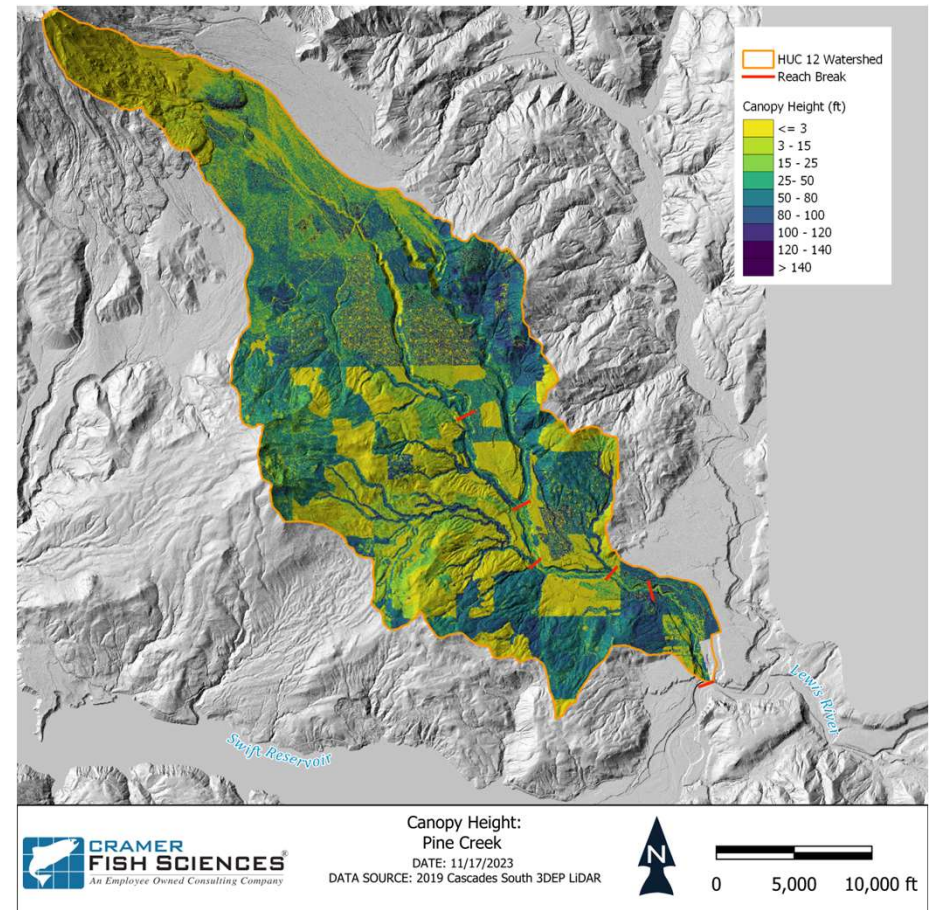 HUC 12 Watershed
Reach Break
Canopy Height (ft)
<= 3
3 - 15
15 - 25
25- 50
50 - 80
80 - 100
100 - 120
120 - 140
> 140
Lewis River
Swift Reservoir
CRAMER
FISH SCIENCES®
An Employee Owned Consulting Company
Canopy Height:
Pine Creek
DATE: 11/17/2023
DATA SOURCE: 2019 Cascades South 3DEP LiDAR
N
0 5,000 10,000 ft